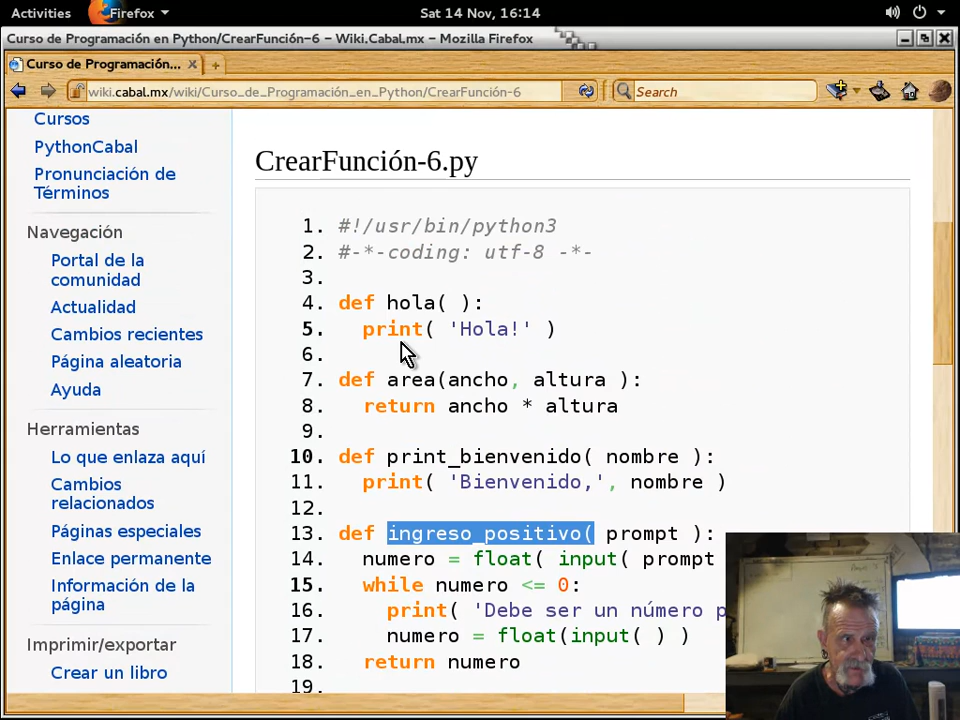 Activities
Firefox
Sat 14 Nov, 16:14
Curso de Programación en Python/CrearFunción-6 – Wiki.Cabal.mx – Mozilla Firefox
Curso de Programación...
wiki.cabal.mx/wiki/Curso_de_Programación_en_Python/CrearFunción-6
Search
Cursos
PythonCabal
Pronunciación de
Términos
Navegación
Portal de la
comunidad
Actualidad
Cambios recientes
Página aleatoria
Ayuda
Herramientas
Lo que enlaza aquí
Cambios
relacionados
Páginas especiales
Enlace permanente
Información de la
página
Imprimir/exportar
Crear un libro
CrearFunción-6.py
1. #!/usr/bin/python3
2. #-*-coding: utf-8 -*-
3.
4. def hola( ):
5. print( 'Hola!' )
6.
7. def area(ancho, altura ):
8. return ancho * altura
9.
10. def print_bienvenido( nombre ):
11. print( 'Bienvenido,', nombre )
12.
13. def ingreso_positivo( prompt ):
14. numero = float( input( prompt
15. while numero <= 0:
16. print( 'Debe ser un número p
17. numero = float(input( ) )
18. return numero
19.